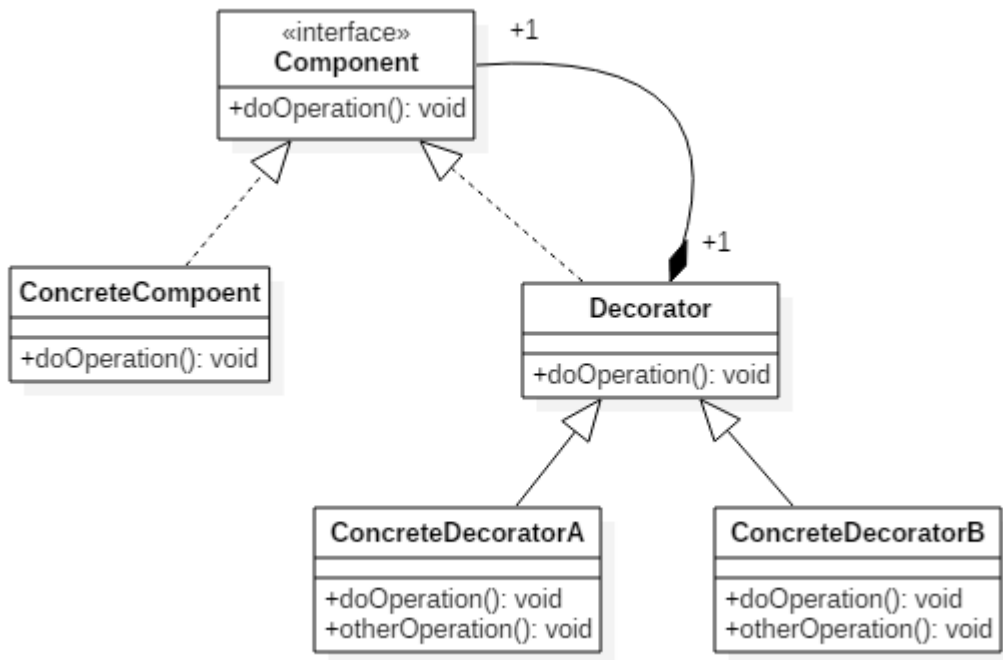 «interface»
Component
+doOperation(): void
+1
+1
ConcreteCompoent
+doOperation(): void
Decorator
+doOperation(): void
ConcreteDecoratorA
+doOperation(): void
+otherOperation(): void
ConcreteDecoratorB
+doOperation(): void
+otherOperation(): void